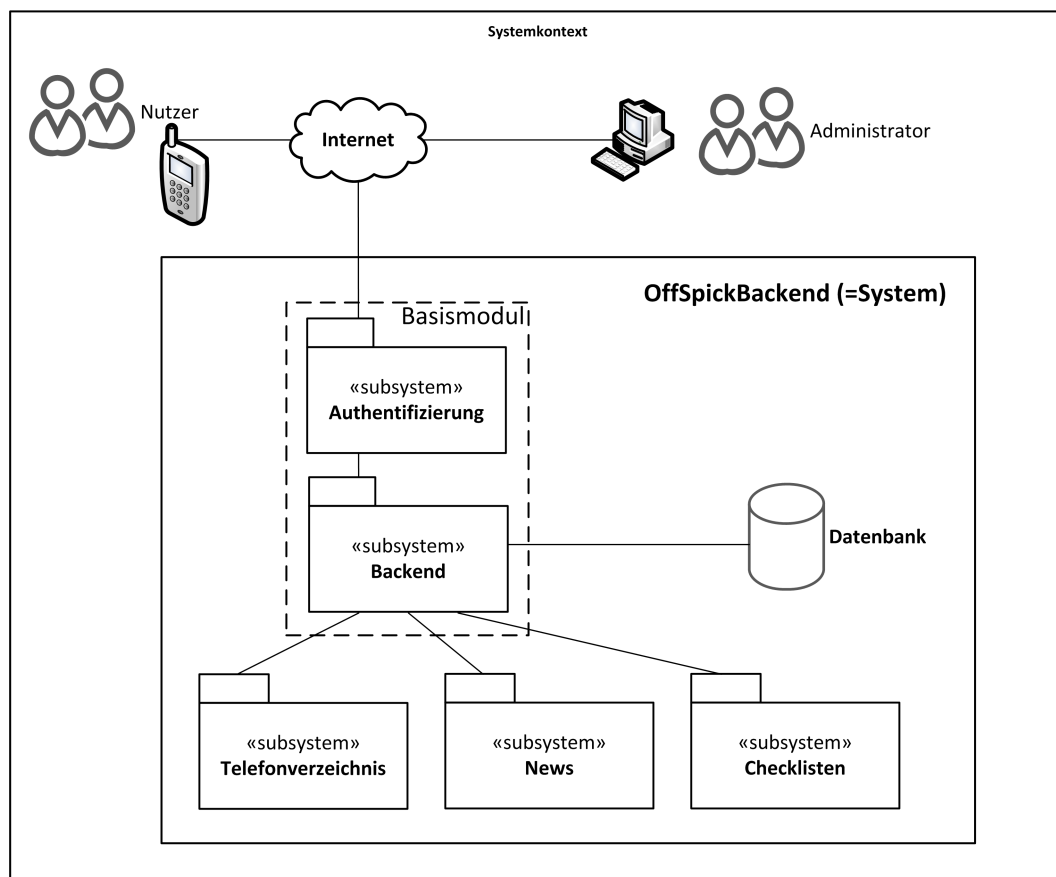 Systemkontext
Nutzer
Internet
Administrator
OffSpickBackend (=System)
Basismodul
«subsystem»
Authentifizierung
«subsystem»
Backend
Datenbank
«subsystem»
Telefonverzeichnis
«subsystem»
News
«subsystem»
Checklisten